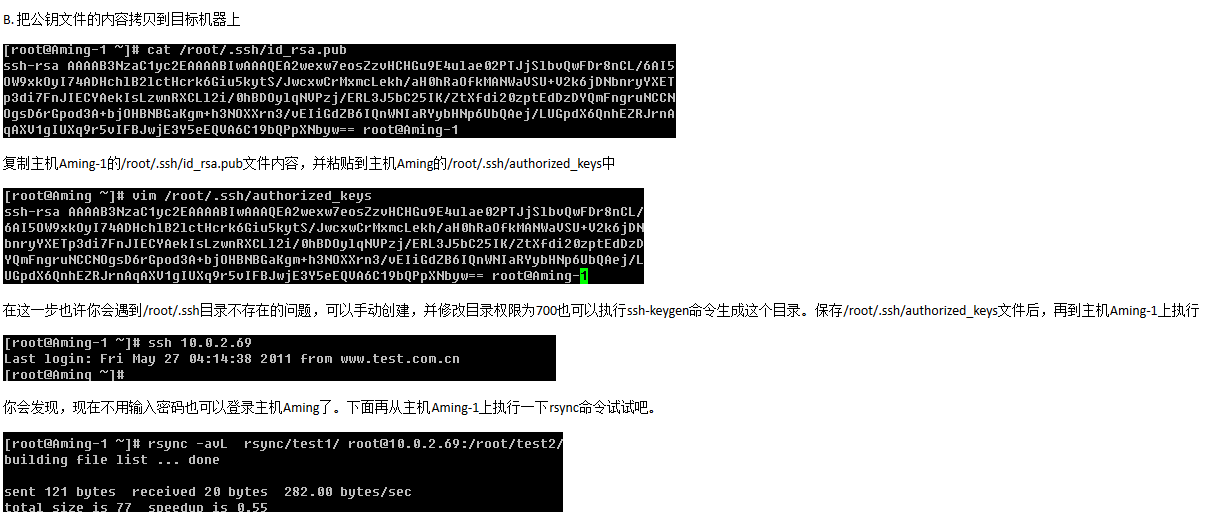 B. 把公钥文件的内容拷贝到目标机器上
[root@Aming-1 ~]# cat /root/.ssh/id_rsa.pub
ssh-rsa AAAAB3NzaC1yc2EAAAABIwAAAQEA2wexw7eosZzvHCHGu9E4ulae02PTJjSlbvQwFDr8nCL/6AI5
OW9xkOyI74ADHchlB2lctHcrk6Giu5kytS/JwcxwCrMxmcLekh/aH0hRaOfkMANWaVSU+V2k6jDNbnryYXET
p3di7FnJIECYAekIsLzwnRXCLl2i/0hBDOylqNVPzj/ERL3J5bC25IK/ZtXfdi20zptEdDzDYQmFngruNCCN
OgsD6rGpod3A+bjOHBNBGaKgm+h3NOXXrn3/vEIiGdZB6IQnWNIaRYybHNp6UbQAej/LUGpdX6QnhEZRJrnA
qAXV1gIUXq9r5vIFBJwjE3Y5eEQVA6C19bQPpXNbyw== root@Aming-1
复制主机Aming-1的/root/.ssh/id_rsa.pub文件内容，并粘贴到主机Aming的/root/.ssh/authorized_keys中
[root@Aming ~]# vim /root/.ssh/authorized_keys
ssh-rsa AAAAB3NzaC1yc2EAAAABIwAAAQEA2wexw7eosZzvHCHGu9E4ulae02PTJjSlbvQwFDr8nCL/
6AI5OW9xkOyI74ADHchlB2lctHcrk6Giu5kytS/JwcxwCrMxmcLekh/aH0hRaOfkMANWaVSU+V2k6jDN
bnryYXETp3di7FnJIECYAekIsLzwnRXCLl2i/0hBDOylqNVPzj/ERL3J5bC25IK/ZtXfdi20zptEdDzD
YQmFngruNCCNOgsD6rGpod3A+bjOHBNBGaKgm+h3NOXXrn3/vEIiGdZB6IQnWNIaRYybHNp6UbQAej/L
UGpdX6QnhEZRJrnAqAXV1gIUXq9r5vIFBJwjE3Y5eEQVA6C19bQPpXNbyw== root@Aming-1
在这一步也许你会遇到/root/.ssh目录不存在的问题，可以手动创建，并修改目录权限为700也可以执行ssh-keygen命令生成这个目录。保存/root/.ssh/authorized_keys文件后，再到主机Aming-1上执行
[root@Aming-1 ~]# ssh 10.0.2.69
Last login: Fri May 27 04:14:38 2011 from www.test.com.cn
[root@Aming ~]#
你会发现，现在不用输入密码也可以登录主机Aming了。下面再从主机Aming-1上执行一下rsync命令试试吧。
[root@Aming-1 ~]# rsync -avL  rsync/test1/ root@10.0.2.69:/root/test2/
building file list ... done
sent 121 bytes  received 20 bytes  282.00 bytes/sec
total size is 77  speedup is 0.55